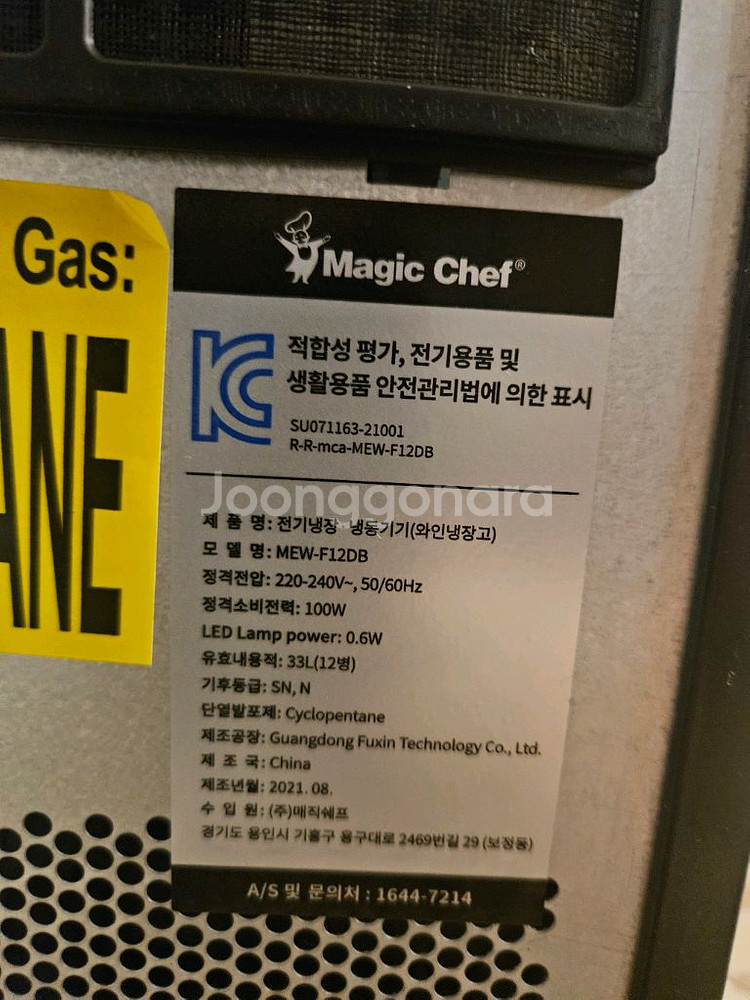 Gas:
ANE
Magic Chef®
KC
적합성 평가, 전기용품 및
생활용품 안전관리법에 의한 표시
SU071163-21001
R-R-mca-MEW-F12DB
Joonggonara
제 품 명: 전기냉장 냉동기기(와인냉장고)
모 델 명: MEW-F12DB
정격전압: 220-240V~, 50/60Hz
정격소비전력: 100W
LED Lamp power: 0.6W
유효내용적: 33L(12병)
기후등급: SN, N
단열발포제: Cyclopentane
제조공장: Guangdong Fuxin Technology Co., Ltd.
제 조 국: China
제조년월: 2021. 08.
수 입 원: (주)매직쉐프
경기도 용인시 기흥구 용구대로 2469번길 29 (보정동)
A/S 및 문의처 : 1644-7214